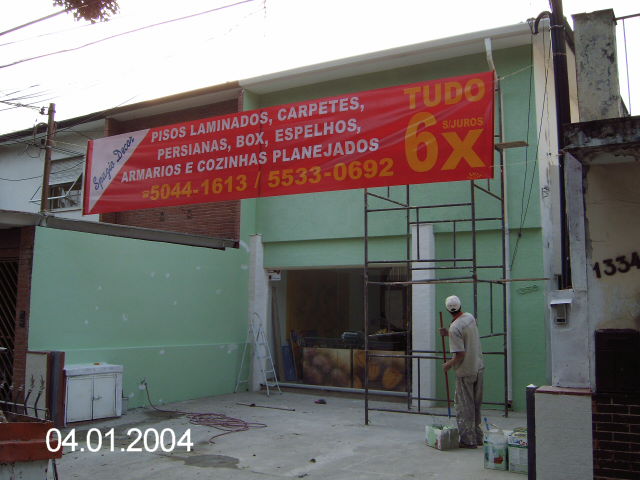 Spazio Decor
PISOS LAMINADOS, CARPETES,
PERSIANAS, BOX, ESPELHOS,
ARMARIOS E COZINHAS PLANEJADOS
☎5044-1613 / 5533-0692
TUDO
6X
S/JUROS
1334
04.01.2004